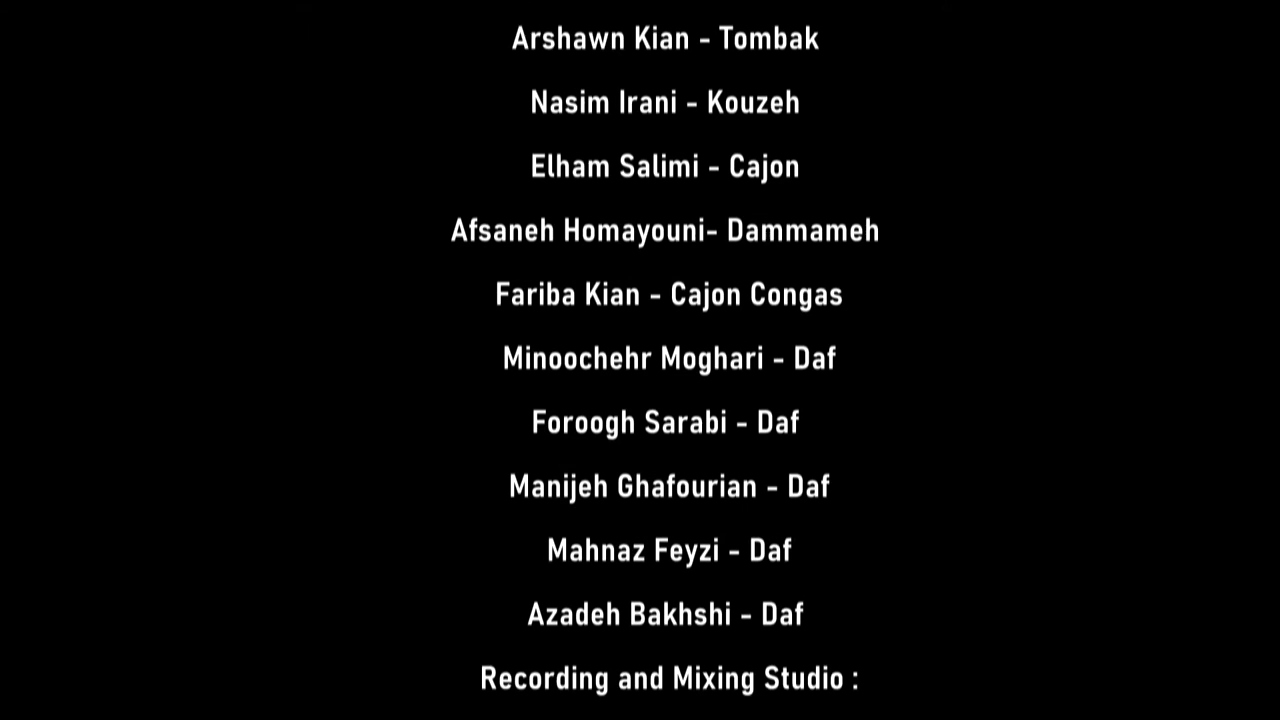 Arshawn Kian - Tombak
Nasim Irani - Kouzeh
Elham Salimi - Cajon
Afsaneh Homayouni- Dammameh
Fariba Kian - Cajon Congas
Minoochehr Moghari - Daf
Foroogh Sarabi - Daf
Manijeh Ghafourian - Daf
Mahnaz Feyzi - Daf
Azadeh Bakhshi - Daf
Recording and Mixing Studio :